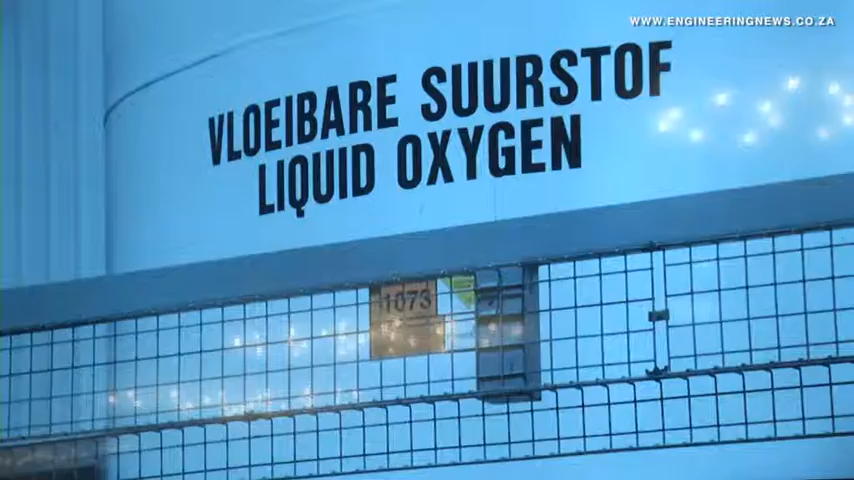 WWW.ENGINEERINGNEWS.CO.ZA
VLOEIBARE SUURSTOF
LIQUID OXYGEN
1073